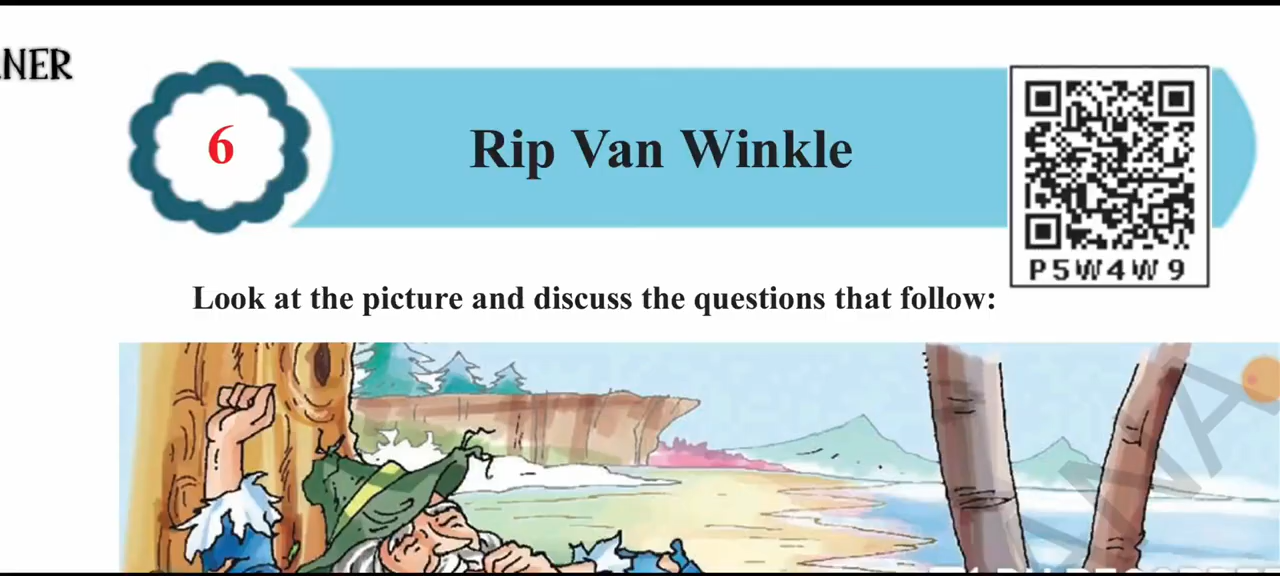 NER
6
Rip Van Winkle
P5W4W9
Look at the picture and discuss the questions that follow: